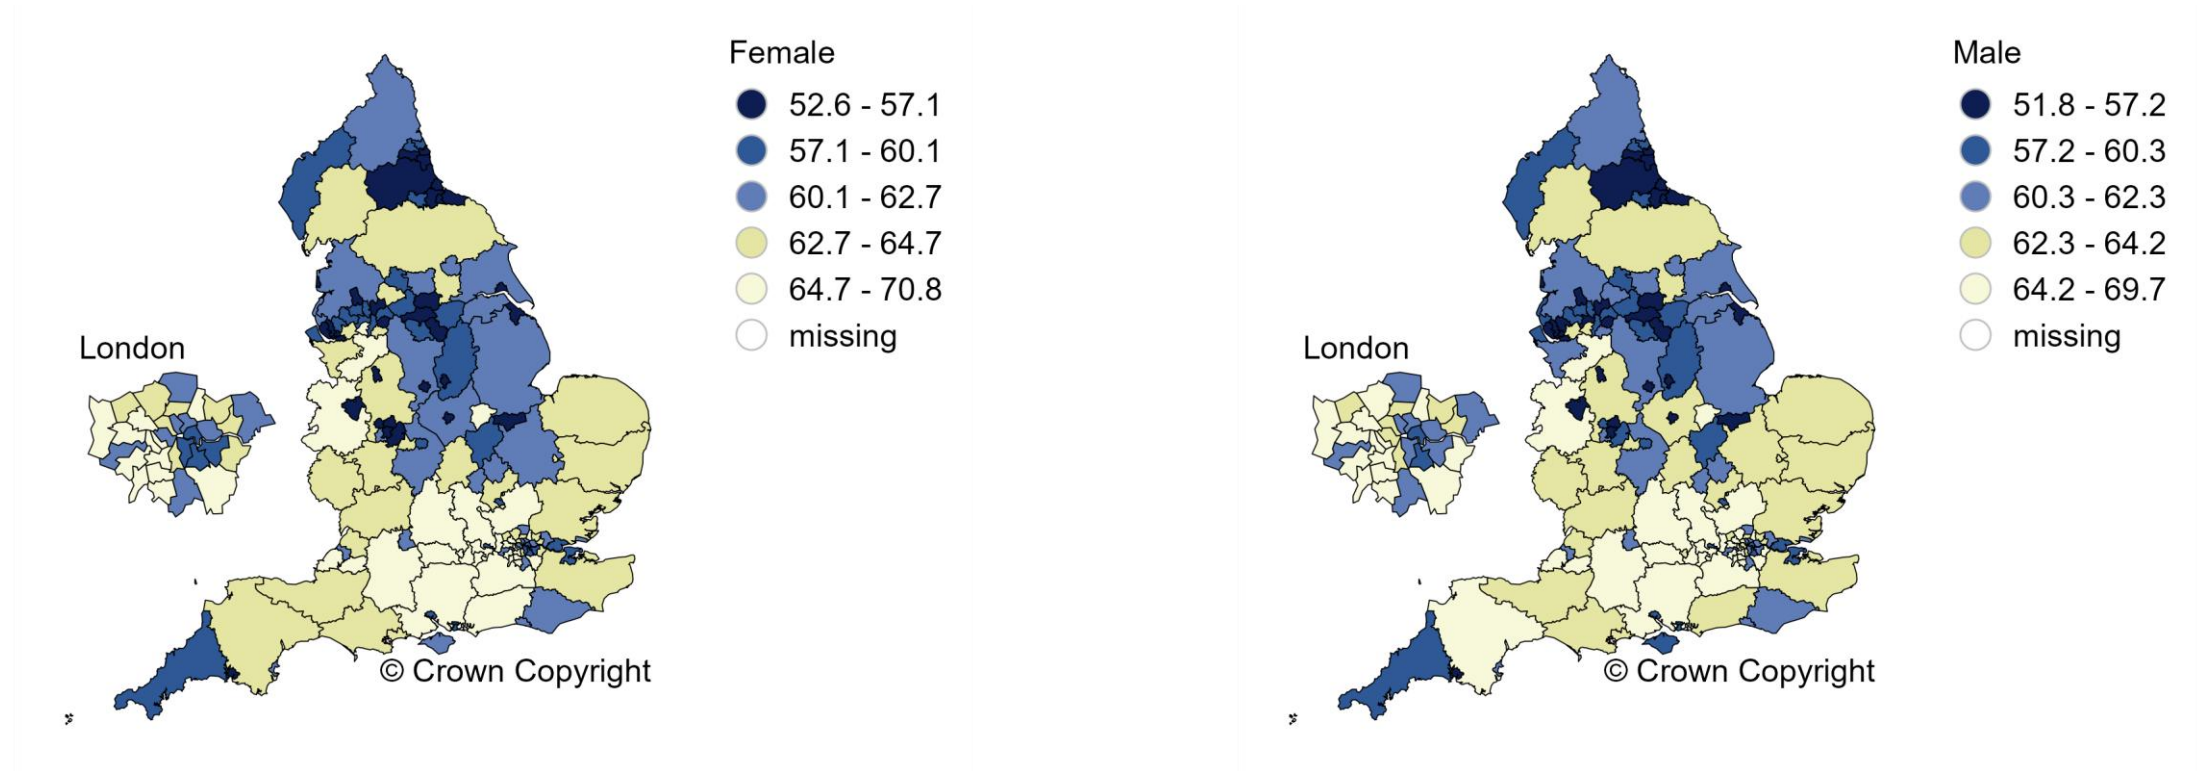 Female
52.6 - 57.1
57.1 - 60.1
60.1 - 62.7
62.7 - 64.7
64.7 - 70.8
missing
London
© Crown Copyright
Male
51.8 - 57.2
57.2 - 60.3
60.3 - 62.3
62.3 - 64.2
64.2 - 69.7
missing
London
© Crown Copyright